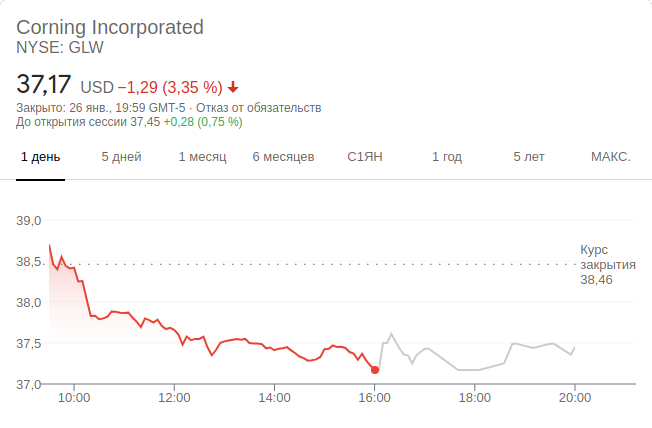 Corning Incorporated
NYSE: GLW
37,17 USD −1,29 (3,35 %)
Закрыто: 26 янв., 19:59 GMT-5 · Отказ от обязательств
До открытия сессии 37,45 +0,28 (0,75 %)
1 день 5 дней 1 месяц 6 месяцев С1ЯН 1 год 5 лет МАКС.
39,0
38,5
38,0
37,5
37,0
Курс
закрытия
38,46
10:00 12:00 14:00 16:00 18:00 20:00